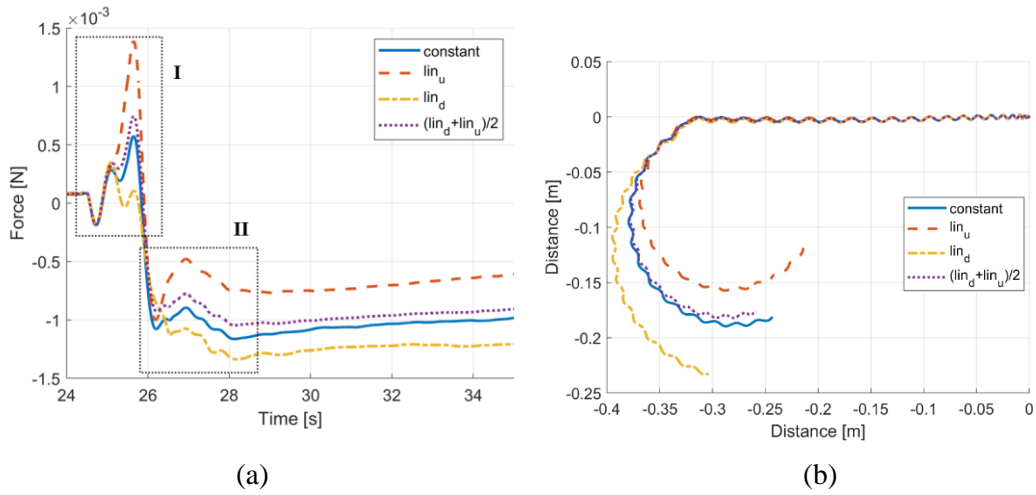 ×10⁻³
1.5
1
0.5
0
-0.5
-1
-1.5
Force [N]
24 26 28 30 32 34
Time [s]
I
II
constant
lin_u
lin_d
(lin_d+lin_u)/2
(a)
0.05
0
-0.05
-0.1
-0.15
-0.2
-0.25
Distance [m]
-0.4 -0.35 -0.3 -0.25 -0.2 -0.15 -0.1 -0.05 0
Distance [m]
constant
lin_u
lin_d
(lin_d+lin_u)/2
(b)